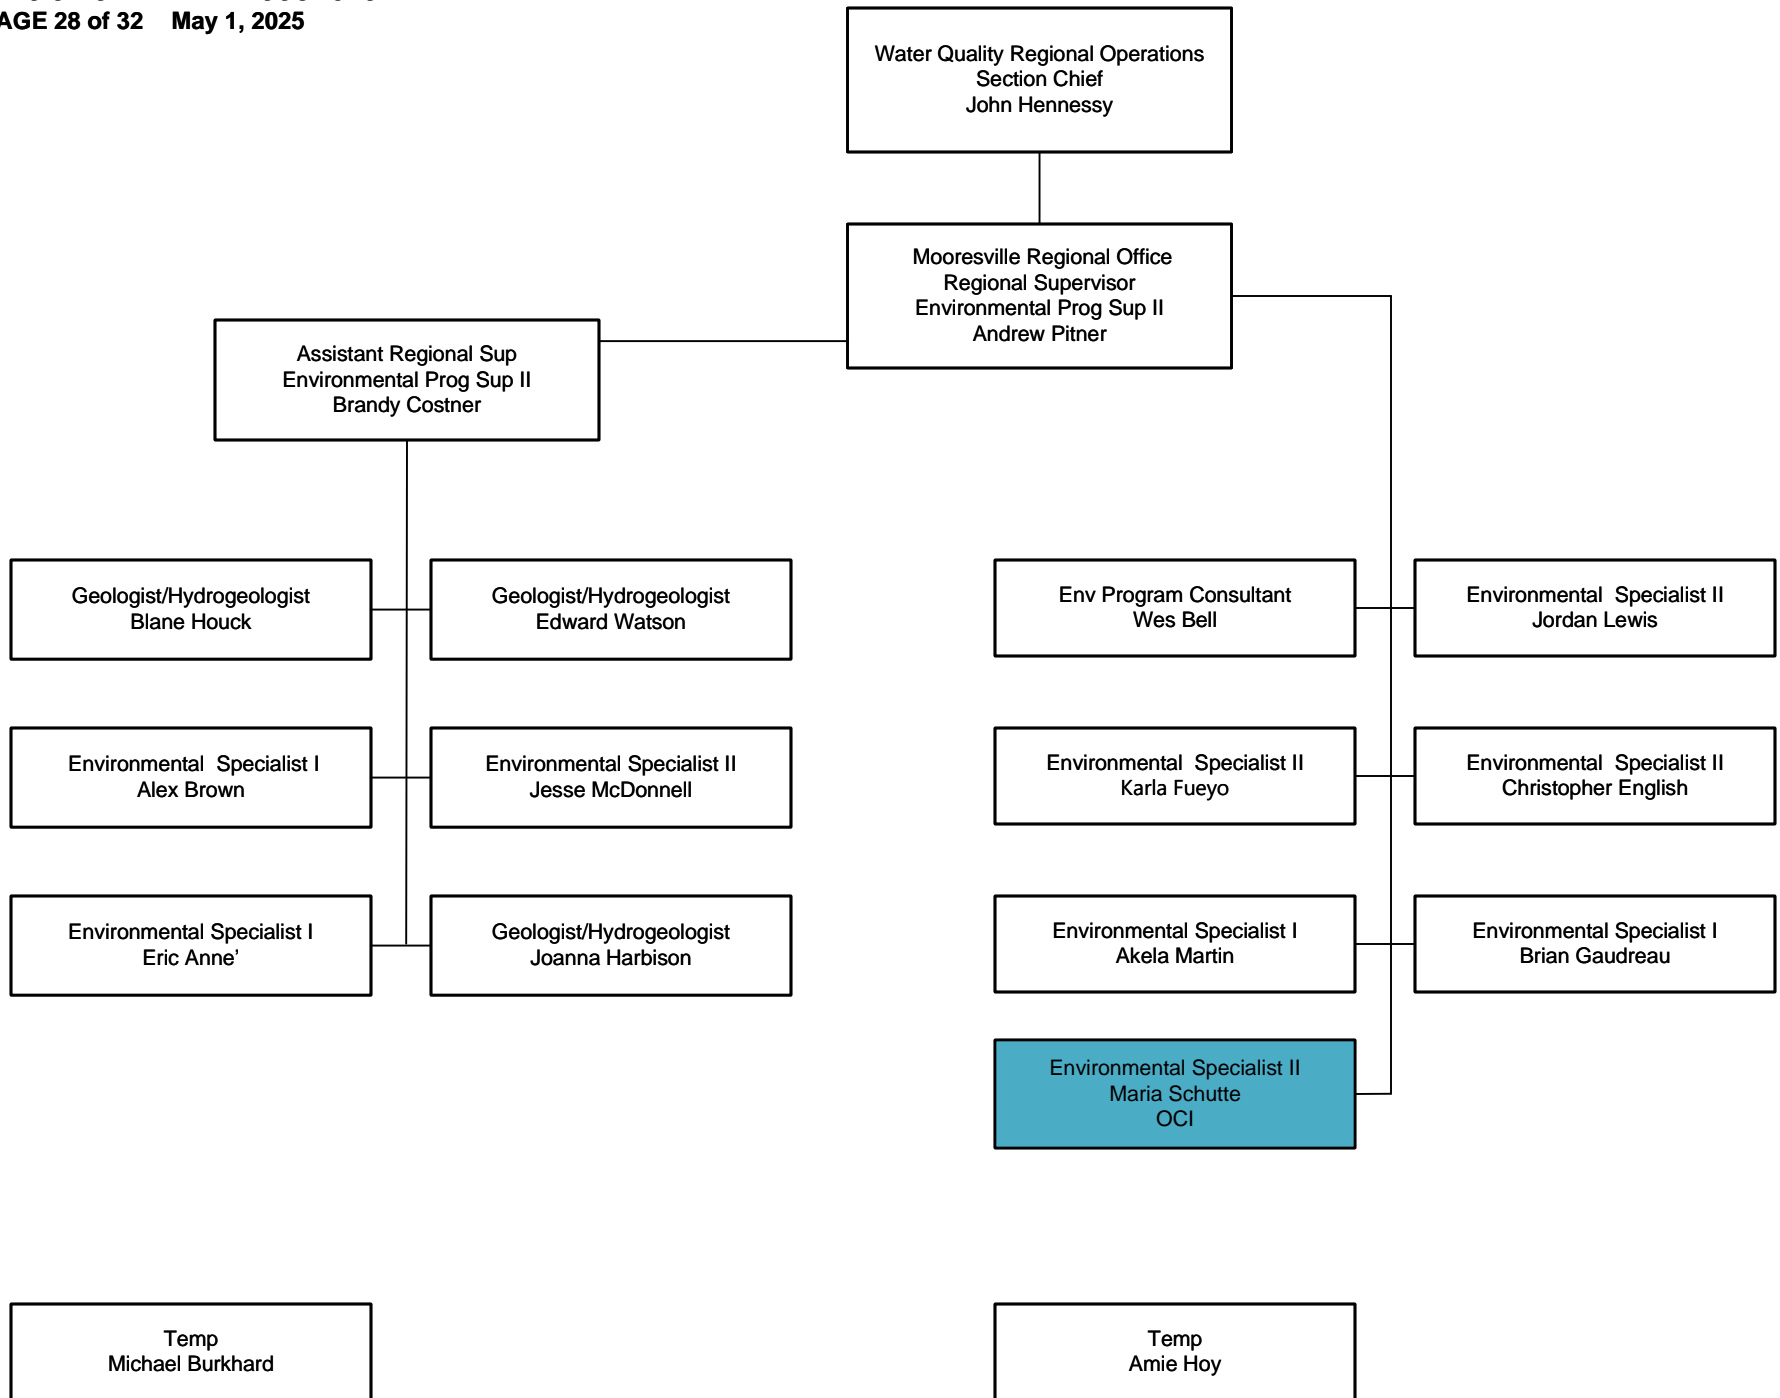 AGE 28 of 32 May 1, 2025
Water Quality Regional Operations
Section Chief
John Hennessy
Mooresville Regional Office
Regional Supervisor
Environmental Prog Sup II
Andrew Pitner
Assistant Regional Sup
Environmental Prog Sup II
Brandy Costner
Geologist/Hydrogeologist
Blane Houck
Geologist/Hydrogeologist
Edward Watson
Env Program Consultant
Wes Bell
Environmental Specialist II
Jordan Lewis
Environmental Specialist I
Alex Brown
Environmental Specialist II
Jesse McDonnell
Environmental Specialist II
Karla Fueyo
Environmental Specialist II
Christopher English
Environmental Specialist I
Eric Anne’
Geologist/Hydrogeologist
Joanna Harbison
Environmental Specialist I
Akela Martin
Environmental Specialist I
Brian Gaudreau
Environmental Specialist II
Maria Schutte
OCI
Temp
Michael Burkhard
Temp
Amie Hoy